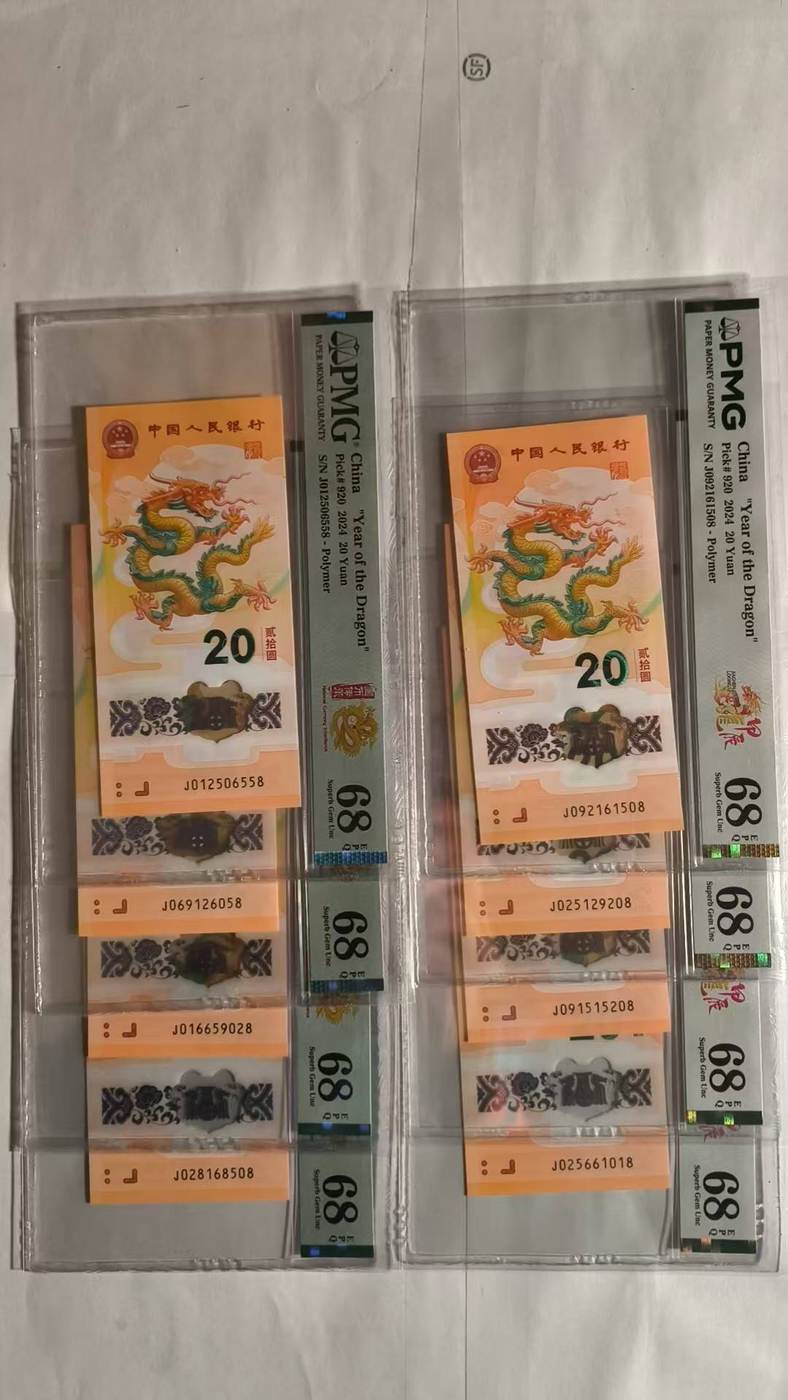 SF
PMG
PAPER MONEY GUARANTY
China "Year of the Dragon"
Pick# 920 2024 20 Yuan
S/N J012506558 - Polymer
68
Superb Gem Unc
EPQ
中国人民银行
20
贰拾圆
J012506558
J069126058
68
EPQ
J016659028
68
Superb Gem Unc
EPQ
J028168508
68
Superb Gem Unc
EPQ
PMG
PAPER MONEY GUARANTY
China "Year of the Dragon"
Pick# 920 2024 20 Yuan
S/N J092161508 - Polymer
68
Superb Gem Unc
EPQ
中国人民银行
20
贰拾圆
J092161508
J025129208
68
Superb Gem Unc
EPQ
J091515208
68
Superb Gem Unc
EPQ
J025661018
68
Superb Gem Unc
EPQ